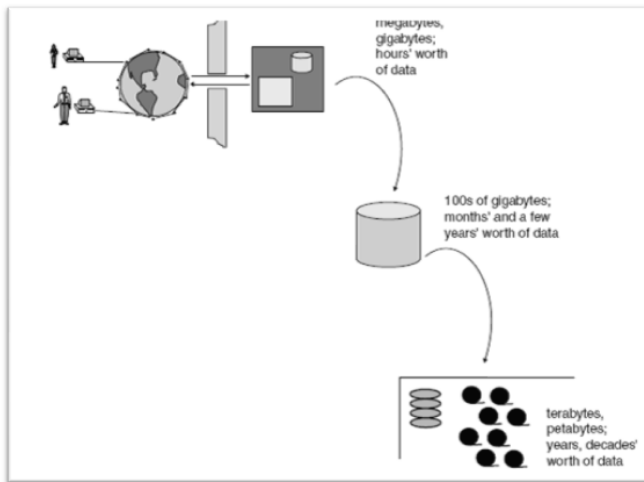 megabytes,
gigabytes;
hours' worth
of data
100s of gigabytes;
months' and a few
years' worth of data
terabytes,
petabytes;
years, decades'
worth of data